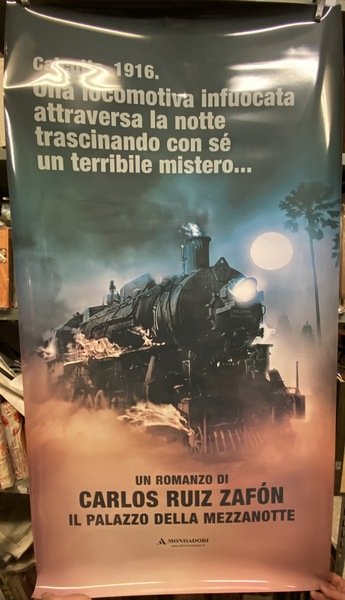 Calcutta, 1916.
Una locomotiva infuocata
attraversa la notte
trascinando con sé
un terribile mistero...
UN ROMANZO DI
CARLOS RUIZ ZAFÓN
IL PALAZZO DELLA MEZZANOTTE
MONDADORI